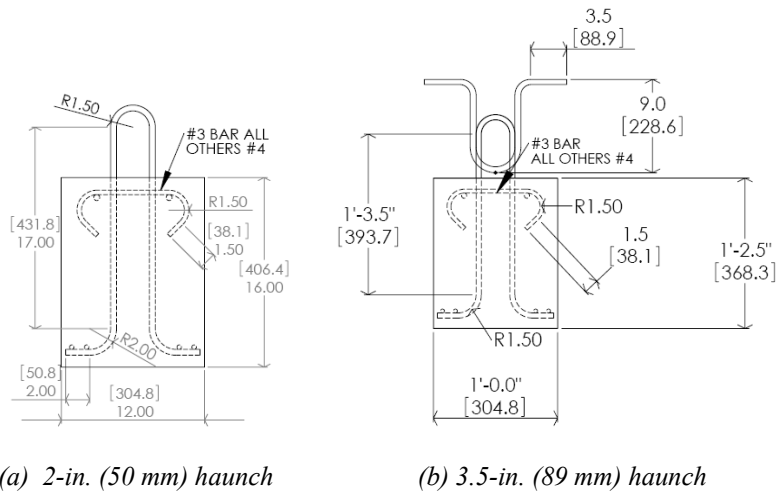 3.5
[88.9]
R1.50
#3 BAR ALL
OTHERS #4
9.0
[228.6]
#3 BAR
ALL OTHERS #4
[431.8]
17.00
R1.50
[38.1]
1.50
[406.4]
16.00
1'-3.5"
[393.7]
R1.50
1.5
[38.1]
1'-2.5"
[368.3]
R2.00
R1.50
[50.8]
2.00
[304.8]
12.00
1'-0.0"
[304.8]
(a) 2-in. (50 mm) haunch
(b) 3.5-in. (89 mm) haunch